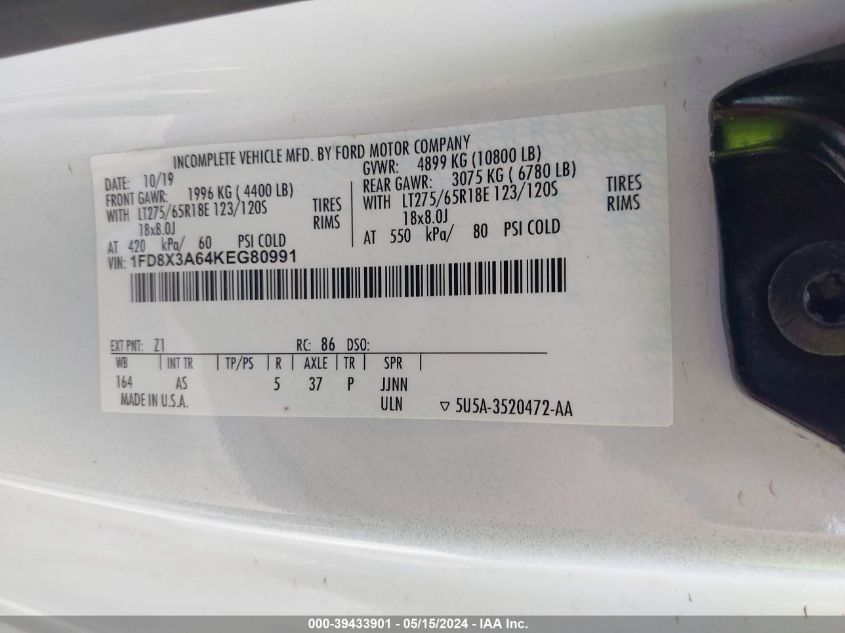 INCOMPLETE VEHICLE MFD. BY FORD MOTOR COMPANY
DATE: 10/19 GVWR: 4899 KG (10800 LB)
FRONT GAWR: 1996 KG ( 4400 LB) REAR GAWR: 3075 KG ( 6780 LB)
WITH LT275/65R18E 123/120S TIRES WITH LT275/65R18E 123/120S TIRES
18x8.0J RIMS 18x8.0J RIMS
AT 420 kPa/ 60 PSI COLD AT 550 kPa/ 80 PSI COLD
VIN: 1FD8X3A64KEG80991
EXT PNT: Z1 RC: 86 DSO:
WB INT TR TP/PS R AXLE TR SPR
164 AS 5 37 P JJNN
MADE IN U.S.A. ULN ▽ 5U5A-3520472-AA
000-39433901 - 05/15/2024 - IAA Inc.